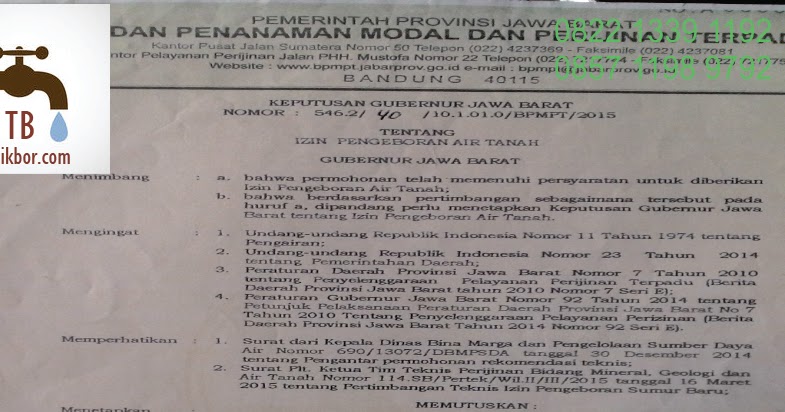 PEMERINTAH PROVINSI JAWA BARAT
DAN PENANAMAN MODAL DAN PERIJINAN TERPAD
Kantor Pusat Jalan Sumatera Nomor 50 Telepon (022) 4237369 - Faksimile (022) 4237081
ntor Pelayanan Perijinan Jalan PHH. Mustofa Nomor 22 Telepon (022)
Website : www.bpmpt.jabarprov.go.id e-mail : bpmpt@jabarprov.go.id
BANDUNG 40115
TB
ikbor.com
KEPUTUSAN GUBERNUR JAWA BARAT
NOMOR : 546.2/ 40 /10.1.01.0/BPMPT/2015
TENTANG
IZIN PENGEBORAN AIR TANAH
GUBERNUR JAWA BARAT
Menimbang : a. bahwa permohonan telah memenuhi persyaratan untuk diberikan
Izin Pengeboran Air Tanah;
b. bahwa berdasarkan pertimbangan sebagaimana tersebut pada
huruf a, dipandang perlu menetapkan Keputusan Gubernur Jawa
Barat tentang Izin Pengeboran Air Tanah.
Mengingat : 1. Undang-undang Republik Indonesia Nomor 11 Tahun 1974 tentang
Pengairan;
2. Undang-undang Republik Indonesia Nomor 23 Tahun 2014
tentang Pemerintahan Daerah;
3. Peraturan Daerah Provinsi Jawa Barat Nomor 7 Tahun 2010
tentang Penyelenggaraan Pelayanan Perijinan Terpadu (Berita
Daerah Provinsi Jawa Barat tahun 2010 Nomor 7 Seri E);
4. Peraturan Gubernur Jawa Barat Nomor 92 Tahun 2014 tentang
Petunjuk Pelaksanaan Peraturan Daerah Provinsi Jawa Barat No 7
Tahun 2010 Tentang Penyelenggaraan Pelayanan Perizinan (Berita
Daerah Provinsi Jawa Barat Tahun 2014 Nomor 92 Seri E).
Memperhatikan : 1. Surat dari Kepala Dinas Bina Marga dan Pengelolaan Sumber Daya
Air Nomor 690/13072/DBMPSDA tanggal 30 Desember 2014
tentang Pengantar permohonan rekomendasi teknis;
2. Surat Plt. Ketua Tim Teknis Perijinan Bidang Mineral, Geologi dan
Air Tanah Nomor 114.SB/Pertek/Wil.II/III/2015 tanggal 16 Maret
2015 tentang Pertimbangan Teknis Izin Pengeboran Sumur Baru.
MEMUTUSKAN :
Menetapkan